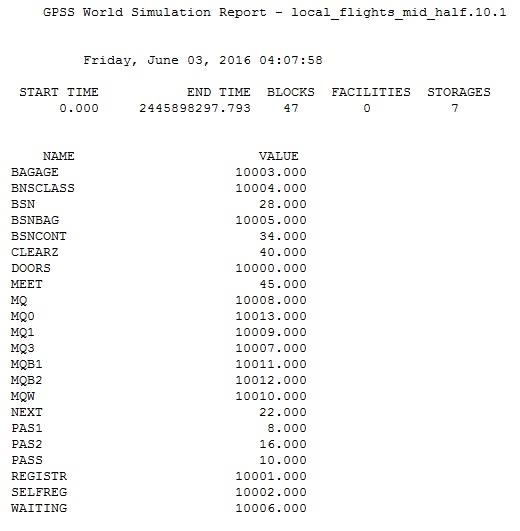 GPSS World Simulation Report - local_flights_mid_half.10.1
Friday, June 03, 2016 04:07:58
START TIME END TIME BLOCKS FACILITIES STORAGES
0.000 2445898297.793 47 0 7
NAME VALUE
BAGAGE 10003.000
BNSCLASS 10004.000
BSN 28.000
BSNBAG 10005.000
BSNCONT 34.000
CLEARZ 40.000
DOORS 10000.000
MEET 45.000
MQ 10008.000
MQ0 10013.000
MQ1 10009.000
MQ3 10007.000
MQB1 10011.000
MQB2 10012.000
MQW 10010.000
NEXT 22.000
PAS1 8.000
PAS2 16.000
PASS 10.000
REGISTR 10001.000
SELFREG 10002.000
WAITING 10006.000